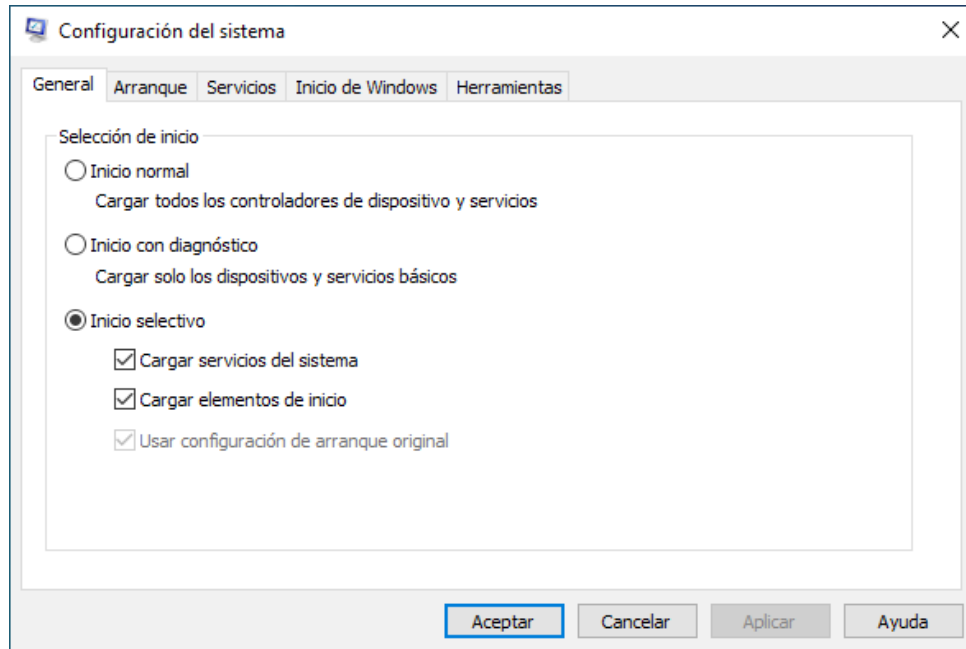 Configuración del sistema
General Arranque Servicios Inicio de Windows Herramientas
Selección de inicio
Inicio normal
Cargar todos los controladores de dispositivo y servicios
Inicio con diagnóstico
Cargar solo los dispositivos y servicios básicos
Inicio selectivo
Cargar servicios del sistema
Cargar elementos de inicio
Usar configuración de arranque original
Aceptar Cancelar Aplicar Ayuda